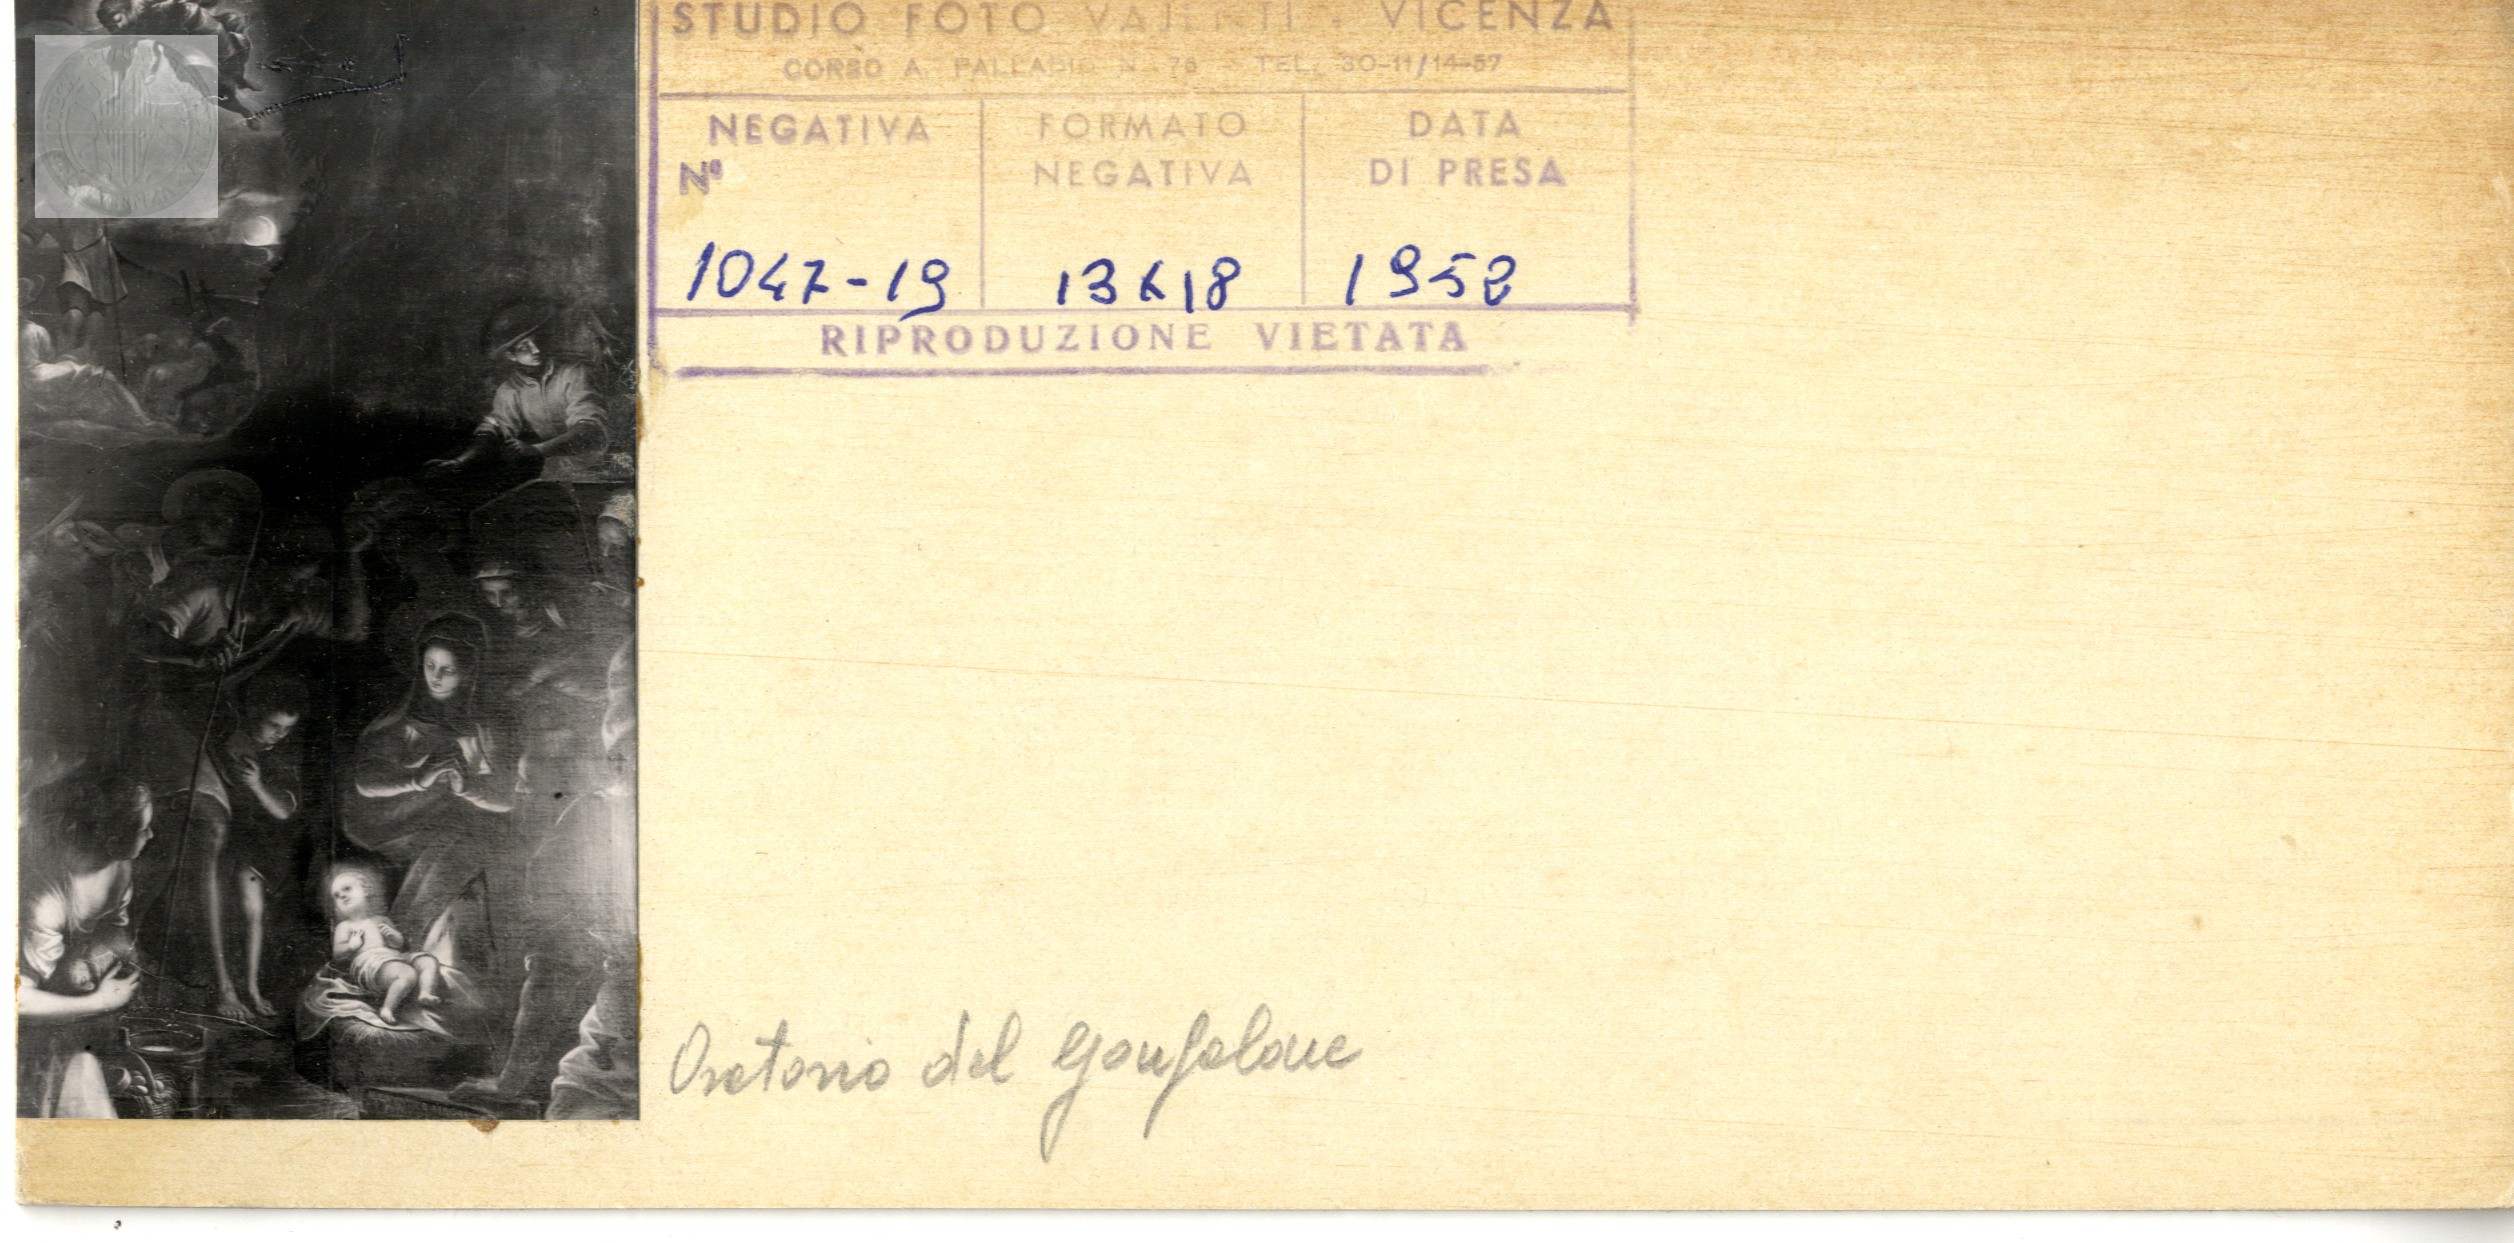 STUDIO FOTO VAJENTI · VICENZA
CORSO A. PALLADIO N. 76 - TEL. 30-11/14-57
NEGATIVA
N°
FORMATO
NEGATIVA
DATA
DI PRESA
1047-19
13x18
1958
RIPRODUZIONE VIETATA
Oratorio del Gonfalone